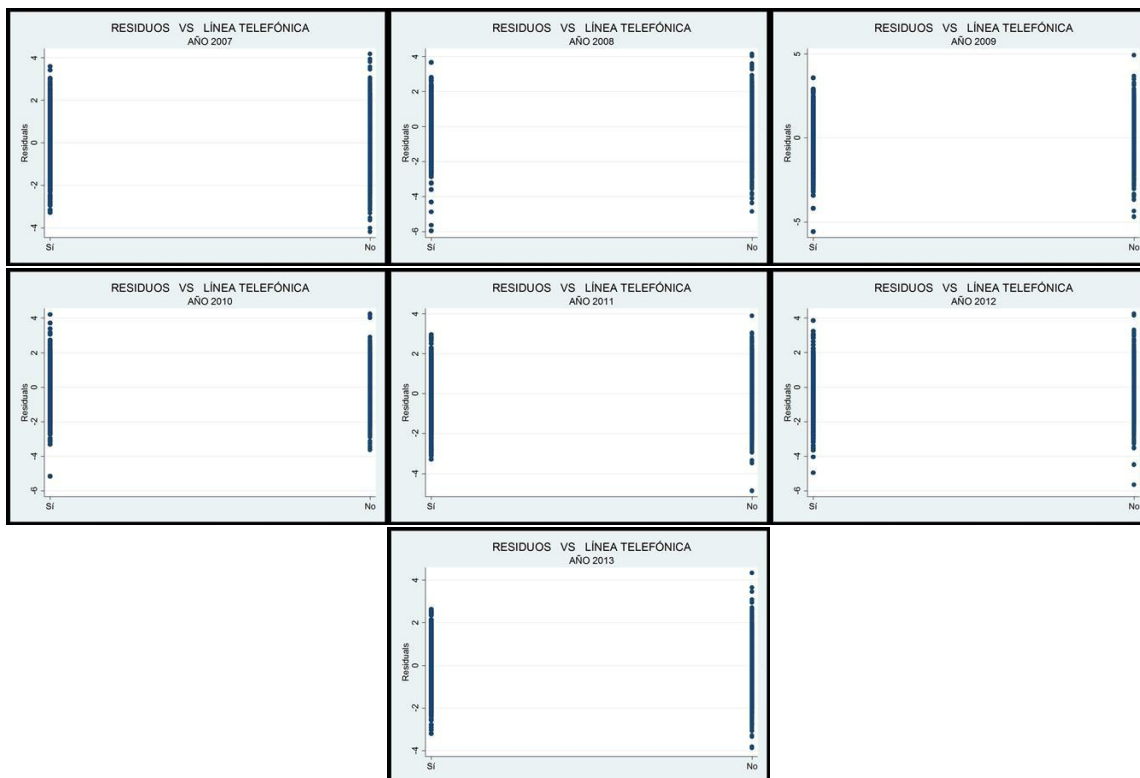 RESIDUOS VS LÍNEA TELEFÓNICA
AÑO 2007
Residuals
4
2
0
-2
-4
Sí No
RESIDUOS VS LÍNEA TELEFÓNICA
AÑO 2008
Residuals
4
2
0
-2
-4
-6
Sí No
RESIDUOS VS LÍNEA TELEFÓNICA
AÑO 2009
Residuals
5
0
-5
Sí No
RESIDUOS VS LÍNEA TELEFÓNICA
AÑO 2010
Residuals
4
2
0
-2
-4
-6
Sí No
RESIDUOS VS LÍNEA TELEFÓNICA
AÑO 2011
Residuals
4
2
0
-2
-4
Sí No
RESIDUOS VS LÍNEA TELEFÓNICA
AÑO 2012
Residuals
4
2
0
-2
-4
-6
Sí No
RESIDUOS VS LÍNEA TELEFÓNICA
AÑO 2013
Residuals
4
2
0
-2
-4
Sí No